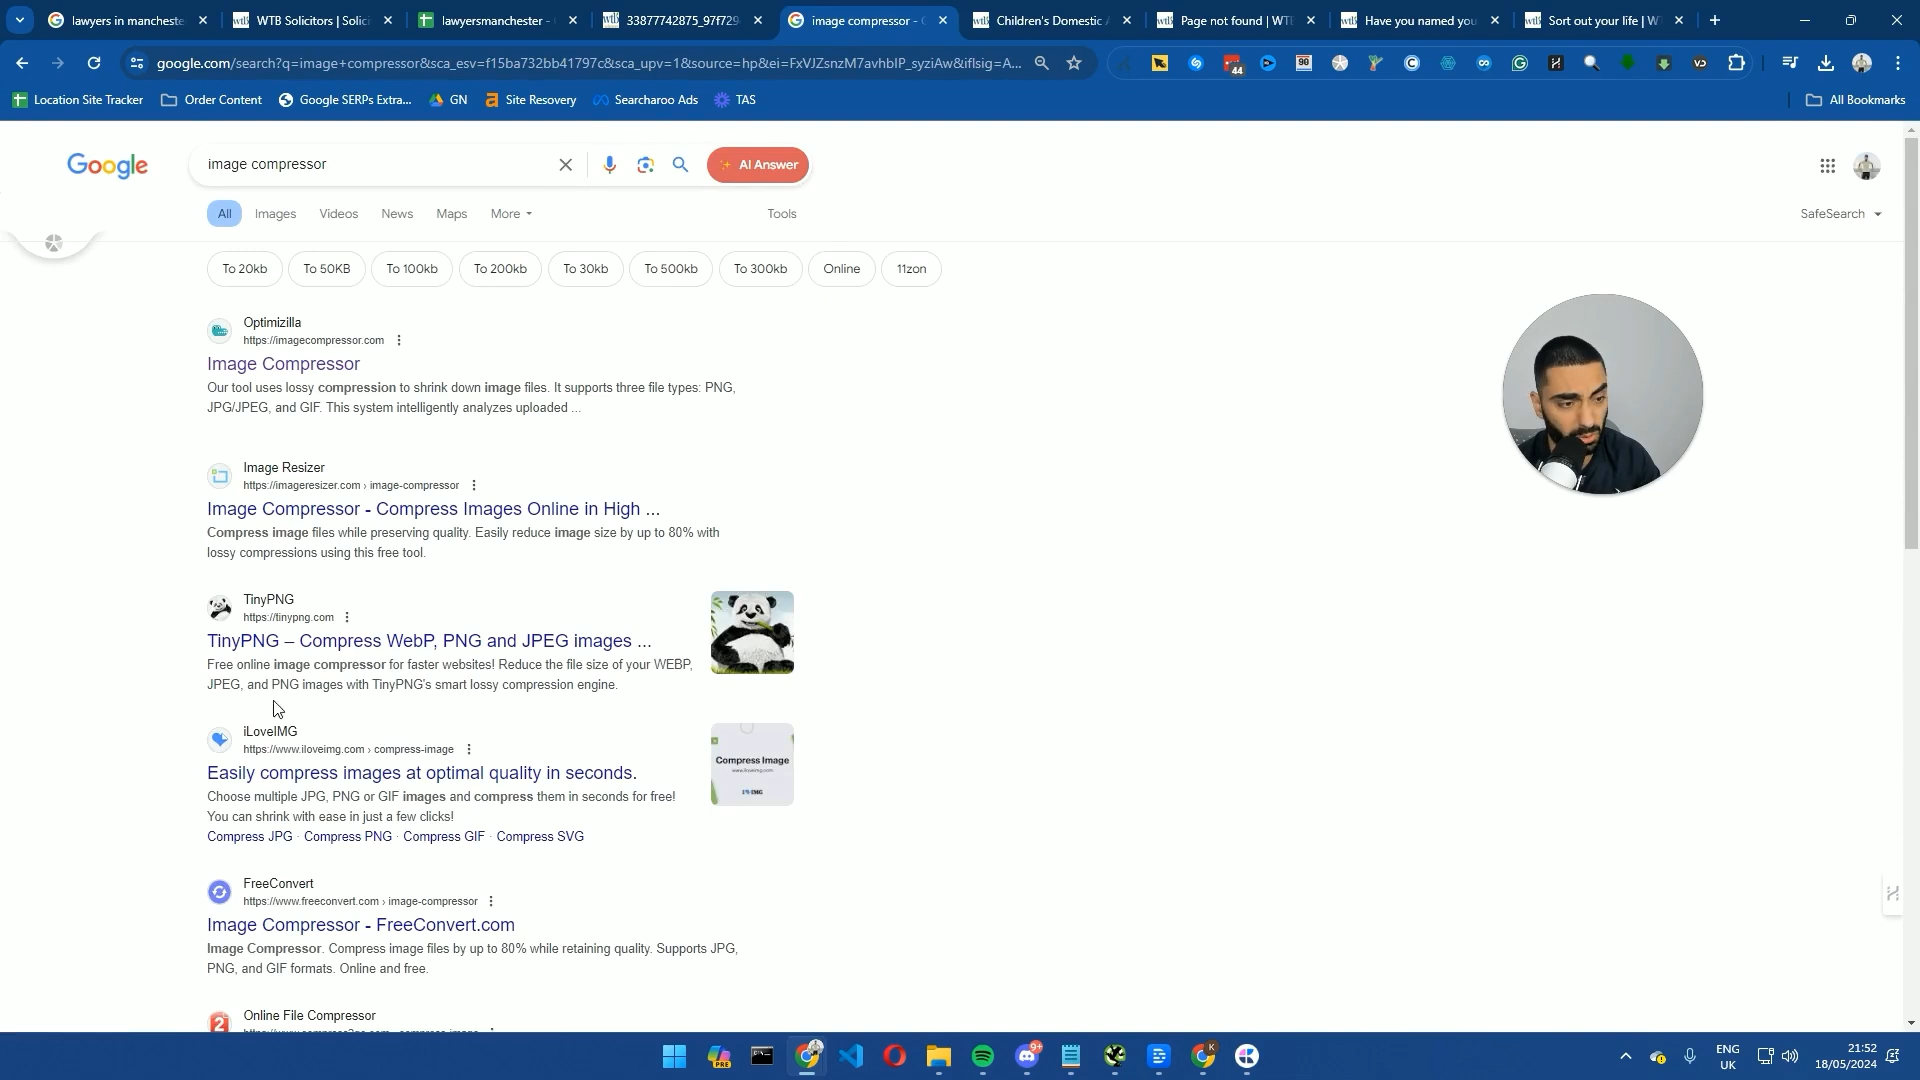 lawyers in mancheste
WTB Solicitors | Solici
lawyersmanchester -
33877742875_97f729
image compressor -
Children's Domestic
Page not found | WTB
Have you named you
Sort out your life | W
google.com/search?q=image+compressor&sca_esv=f15ba732bb41797c&sca_upv=1&source=hp&ei=FxVJZsnzM7avhbIP_syziAw&iflsig=A...
44
90
Location Site Tracker
Order Content
Google SERPs Extra...
GN
Site Recovery
Searcharoo Ads
TAS
All Bookmarks
Google
image compressor
AI Answer
All
Images
Videos
News
Maps
More
Tools
SafeSearch
To 20kb
To 50KB
To 100kb
To 200kb
To 30kb
To 500kb
To 300kb
Online
11zon
Optimizilla
https://imagecompressor.com
Image Compressor
Our tool uses lossy compression to shrink down image files. It supports three file types: PNG,
JPG/JPEG, and GIF. This system intelligently analyzes uploaded ...
Image Resizer
https://imageresizer.com › image-compressor
Image Compressor - Compress Images Online in High ...
Compress image files while preserving quality. Easily reduce image size by up to 80% with
lossy compressions using this free tool.
TinyPNG
https://tinypng.com
TinyPNG – Compress WebP, PNG and JPEG images ...
Free online image compressor for faster websites! Reduce the file size of your WEBP,
JPEG, and PNG images with TinyPNG's smart lossy compression engine.
iLoveIMG
https://www.iloveimg.com › compress-image
Easily compress images at optimal quality in seconds.
Choose multiple JPG, PNG or GIF images and compress them in seconds for free!
You can shrink with ease in just a few clicks!
Compress JPG · Compress PNG · Compress GIF · Compress SVG
Compress Image
www.iloveimg.com
FreeConvert
https://www.freeconvert.com › image-compressor
Image Compressor - FreeConvert.com
Image Compressor. Compress image files by up to 80% while retaining quality. Supports JPG,
PNG, and GIF formats. Online and free.
Online File Compressor
PRE
9+
K
ENG
UK
21:52
18/05/2024